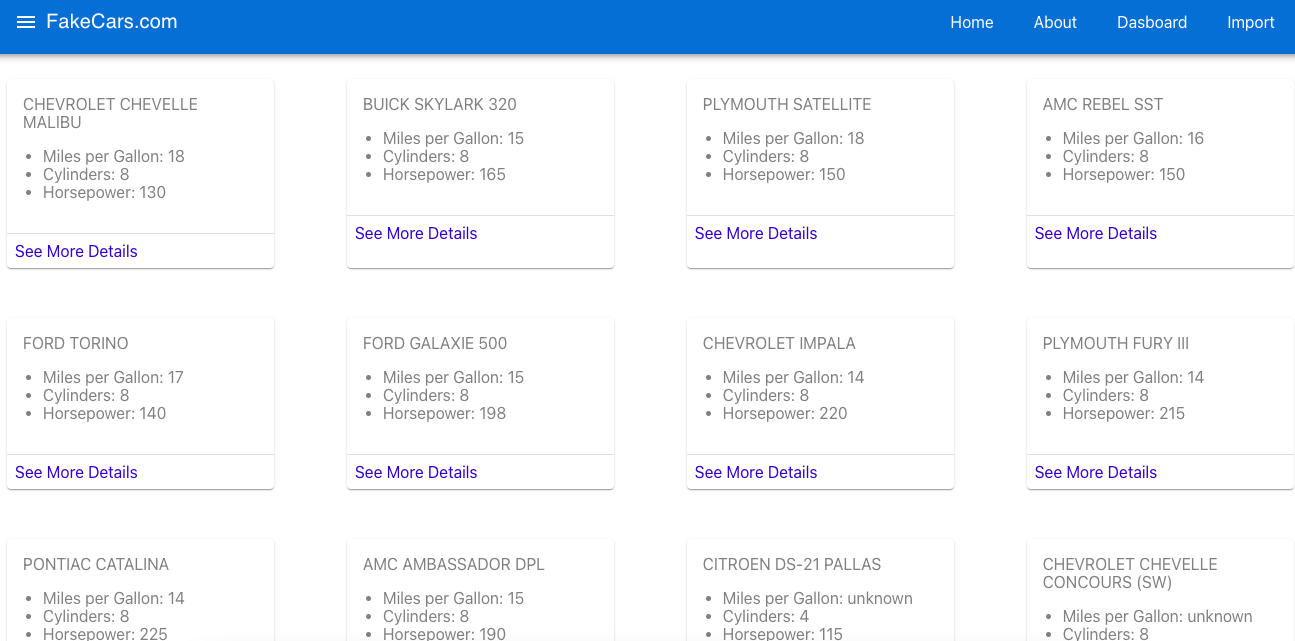 FakeCars.com
Home About Dasboard Import
CHEVROLET CHEVELLE
MALIBU
• Miles per Gallon: 18
• Cylinders: 8
• Horsepower: 130
See More Details
BUICK SKYLARK 320
• Miles per Gallon: 15
• Cylinders: 8
• Horsepower: 165
See More Details
PLYMOUTH SATELLITE
• Miles per Gallon: 18
• Cylinders: 8
• Horsepower: 150
See More Details
AMC REBEL SST
• Miles per Gallon: 16
• Cylinders: 8
• Horsepower: 150
See More Details
FORD TORINO
• Miles per Gallon: 17
• Cylinders: 8
• Horsepower: 140
See More Details
FORD GALAXIE 500
• Miles per Gallon: 15
• Cylinders: 8
• Horsepower: 198
See More Details
CHEVROLET IMPALA
• Miles per Gallon: 14
• Cylinders: 8
• Horsepower: 220
See More Details
PLYMOUTH FURY III
• Miles per Gallon: 14
• Cylinders: 8
• Horsepower: 215
See More Details
PONTIAC CATALINA
• Miles per Gallon: 14
• Cylinders: 8
• Horsepower: 225
AMC AMBASSADOR DPL
• Miles per Gallon: 15
• Cylinders: 8
• Horsepower: 190
CITROEN DS-21 PALLAS
• Miles per Gallon: unknown
• Cylinders: 4
• Horsepower: 115
CHEVROLET CHEVELLE
CONCOURS (SW)
• Miles per Gallon: unknown
• Cylinders: 8